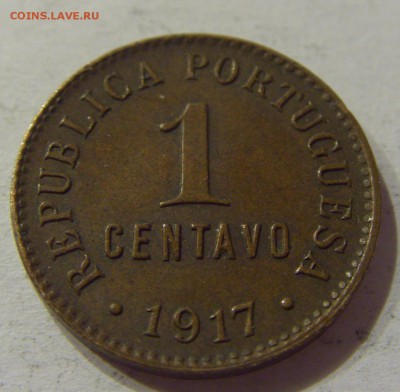 COINS.LAVE.RU
REPUBLICA PORTUGUESA
1
CENTAVO
• 1917 •